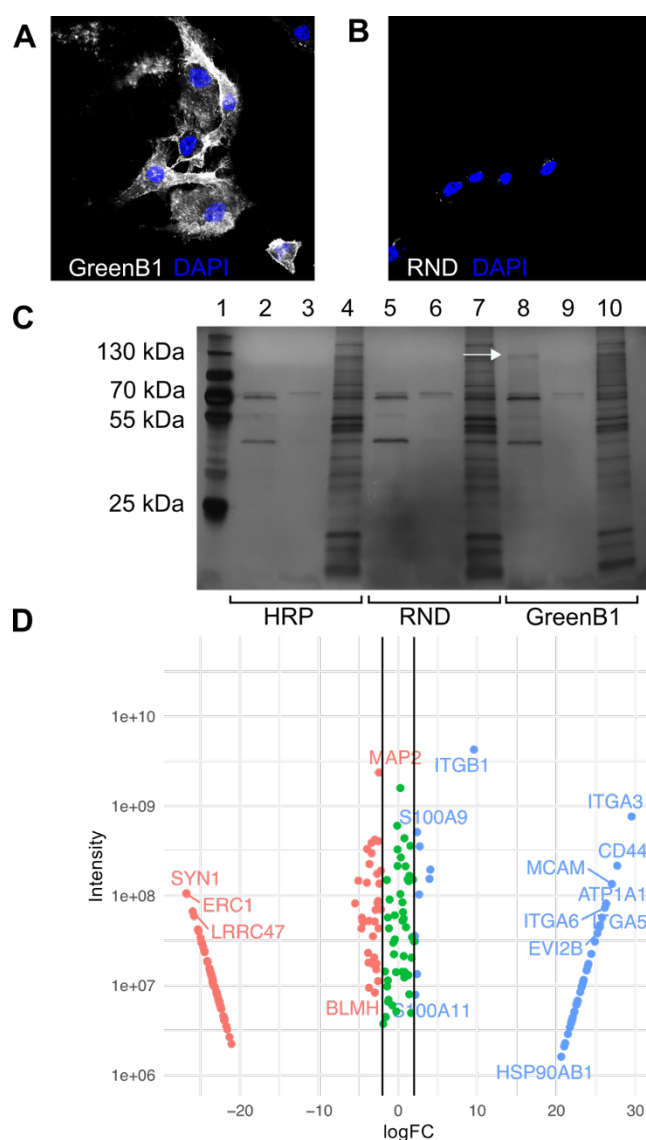 A
B
GreenB1 DAPI
RND DAPI
C
1 2 3 4 5 6 7 8 9 10
130 kDa
70 kDa
55 kDa
25 kDa
HRP RND GreenB1
D
1e+10
MAP2
ITGB1
1e+09
S100A9
ITGA3
CD44
MCAM
SYN1
1e+08
ATP1A1
ERC1
ITGA6 ITGA5
LRRC47
EVI2B
1e+07
BLMH
S100A11
HSP90AB1
1e+06
Intensity
−20 −10 0 10 20 30
logFC